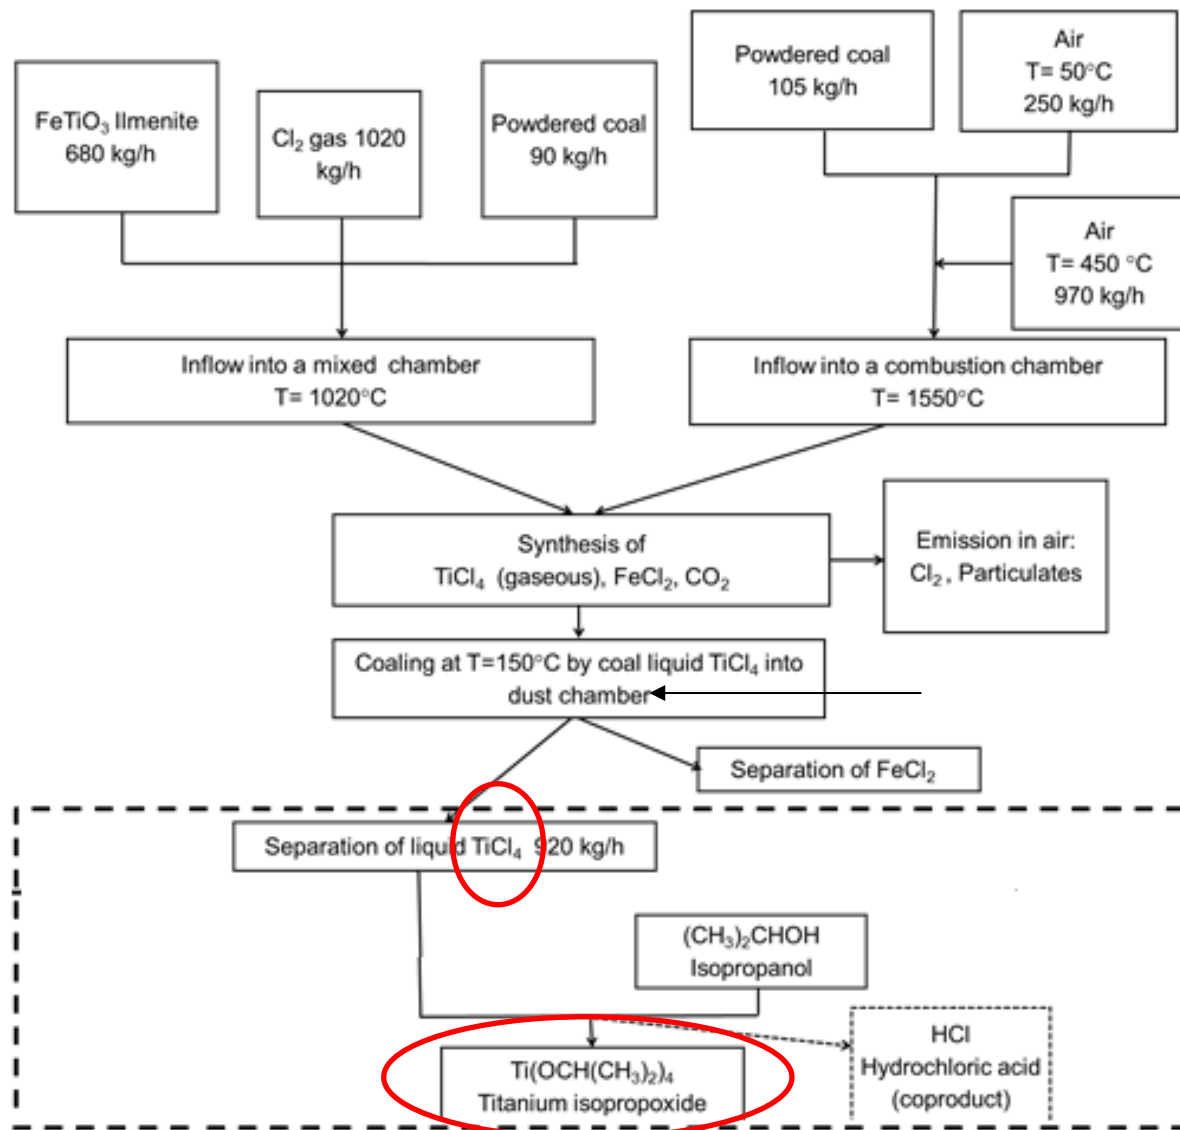 FeTiO₃ Ilmenite
680 kg/h
Cl₂ gas 1020
kg/h
Powdered coal
90 kg/h
Powdered coal
105 kg/h
Air
T= 50°C
250 kg/h
Air
T= 450 °C
970 kg/h
Inflow into a mixed chamber
T= 1020°C
Inflow into a combustion chamber
T= 1550°C
Synthesis of
TiCl₄ (gaseous), FeCl₂, CO₂
Emission in air:
Cl₂ , Particulates
Coaling at T=150°C by coal liquid TiCl₄ into
dust chamber
Separation of FeCl₂
Separation of liquid TiCl₄ 920 kg/h
(CH₃)₂CHOH
Isopropanol
Ti(OCH(CH₃)₂)₄
Titanium isopropoxide
HCl
Hydrochloric acid
(coproduct)